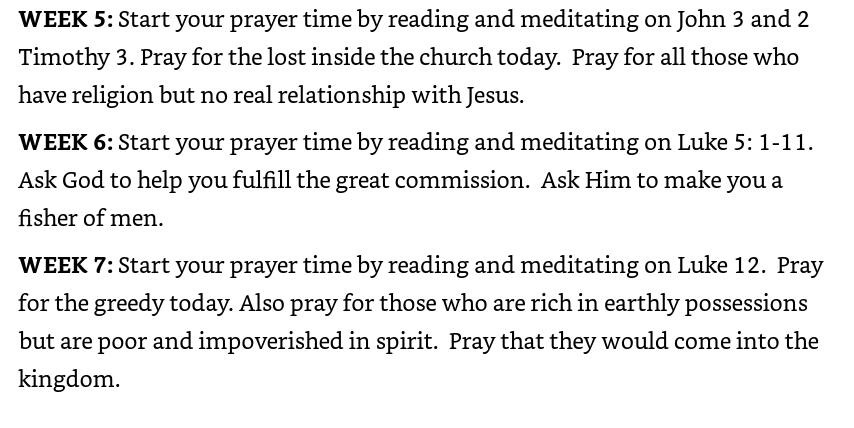 WEEK 5: Start your prayer time by reading and meditating on John 3 and 2
Timothy 3. Pray for the lost inside the church today.  Pray for all those who
have religion but no real relationship with Jesus.
WEEK 6: Start your prayer time by reading and meditating on Luke 5: 1-11.
Ask God to help you fulfill the great commission.  Ask Him to make you a
fisher of men.
WEEK 7: Start your prayer time by reading and meditating on Luke 12.  Pray
for the greedy today. Also pray for those who are rich in earthly possessions
but are poor and impoverished in spirit.  Pray that they would come into the
kingdom.